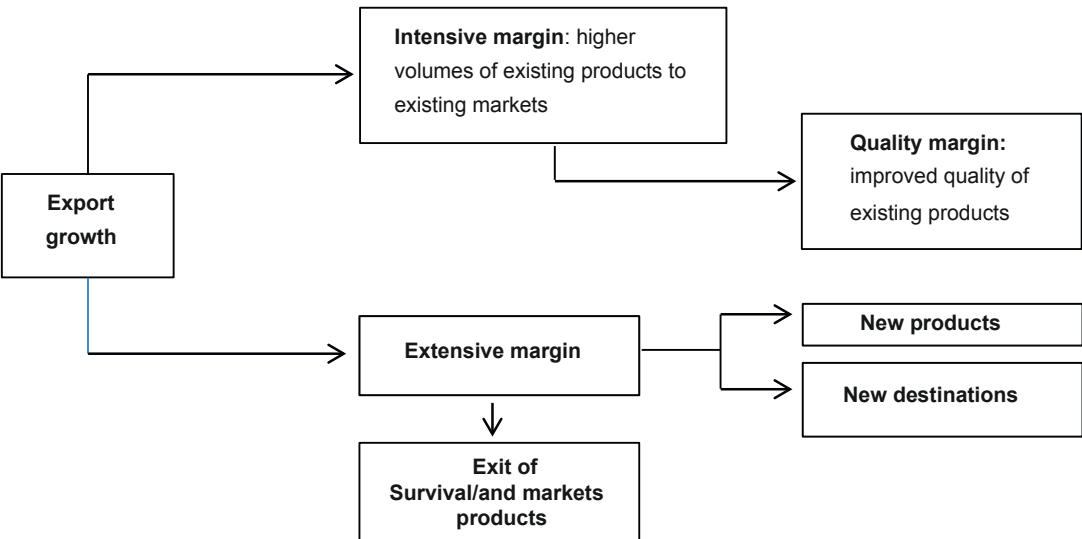 Intensive margin: higher
volumes of existing products to
existing markets
Quality margin:
improved quality of
existing products
Export
growth
New products
Extensive margin
New destinations
Exit of
Survival/and markets
products